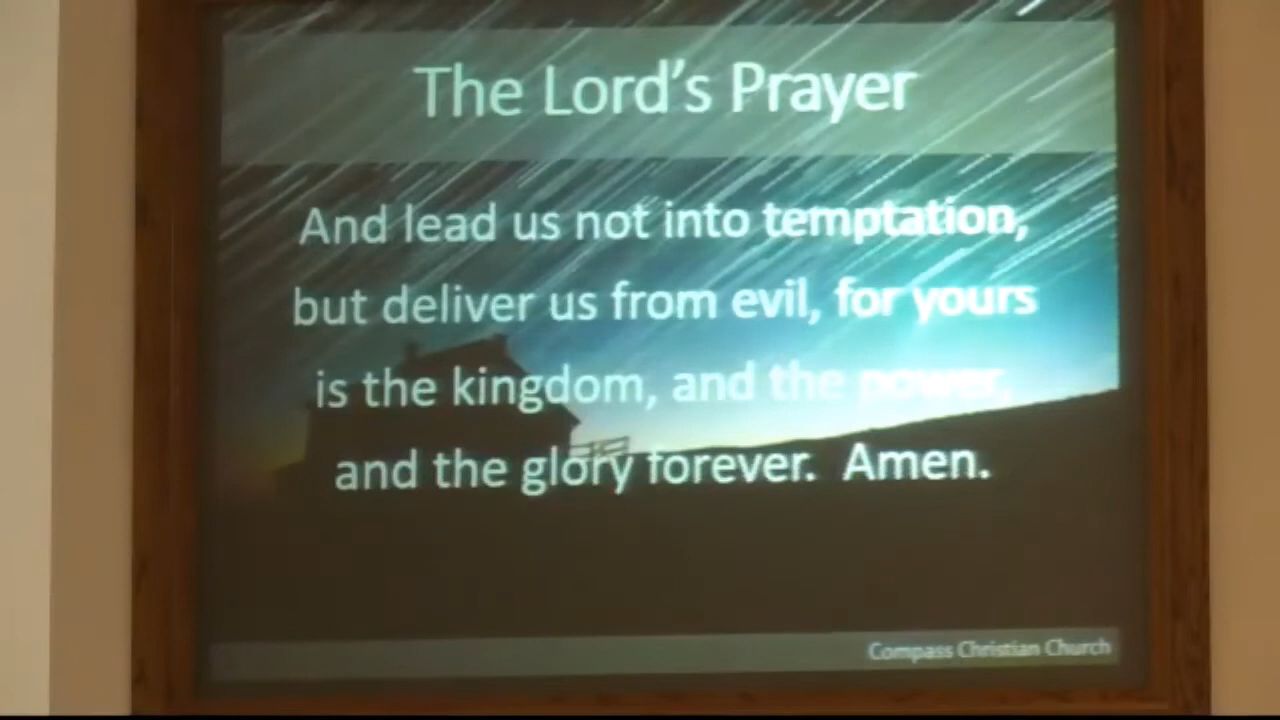 The Lord's Prayer
And lead us not into temptation,
but deliver us from evil, for yours
is the kingdom, and the power,
and the glory forever.  Amen.
Compass Christian Church